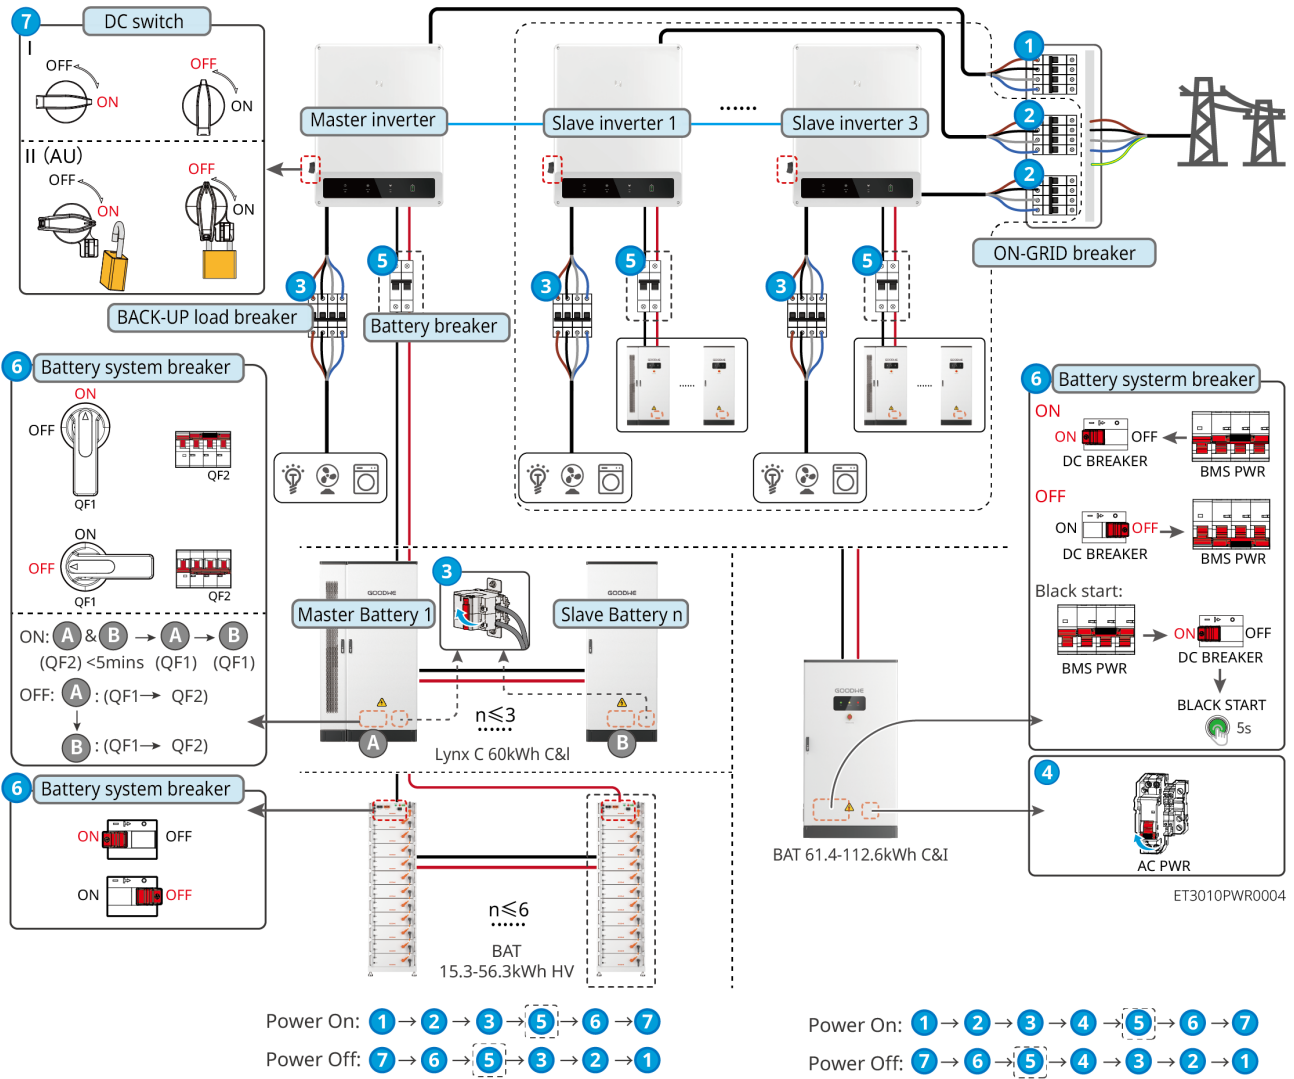 7
DC switch
I
OFF
ON
OFF
ON
II (AU)
OFF
ON
OFF
ON
Master inverter
Slave inverter 1
......
Slave inverter 3
1
2
2
ON-GRID breaker
3
5
3
5
3
5
BACK-UP load breaker
Battery breaker
......
......
6
Battery system breaker
ON
OFF
QF1
QF2
ON
OFF
QF1
QF2
ON: A & B → A → B
(QF2) <5mins (QF1) (QF1)
OFF: A : (QF1→ QF2)
B : (QF1→ QF2)
GOODWE
3
GOODWE
Master Battery 1
Slave Battery n
A
B
n≤3
......
Lynx C 60kWh C&I
6
Battery system breaker
ON
OFF
ON
OFF
n≤6
......
BAT
15.3-56.3kWh HV
GOODWE
BAT 61.4-112.6kWh C&I
6
Battery systerm breaker
ON
ON
OFF
DC BREAKER
BMS PWR
OFF
ON
OFF
DC BREAKER
BMS PWR
Black start:
BMS PWR
ON
OFF
DC BREAKER
BLACK START
5s
4
AC PWR
ET3010PWR0004
Power On: 1 → 2 → 3 → 5 → 6 → 7
Power Off: 7 → 6 → 5 → 3 → 2 → 1
Power On: 1 → 2 → 3 → 4 → 5 → 6 → 7
Power Off: 7 → 6 → 5 → 4 → 3 → 2 → 1